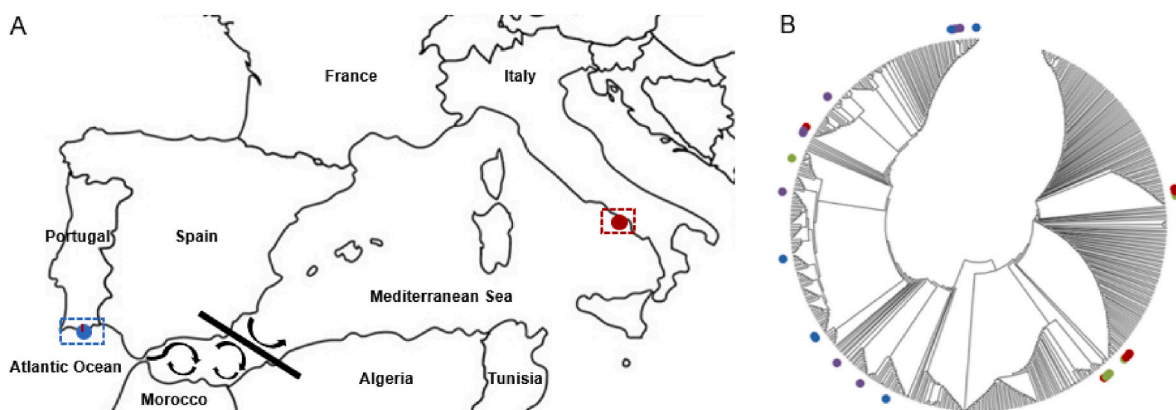 A
B
France
Italy
Portugal
Spain
Mediterranean Sea
Atlantic Ocean
Algeria
Tunisia
Morocco